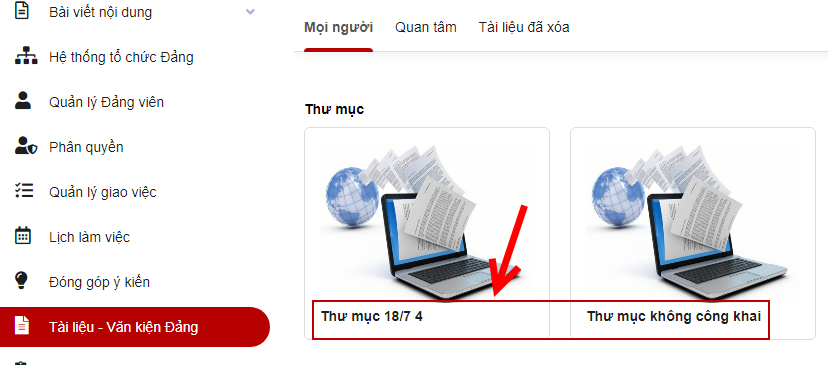 Bài viết nội dung
Hệ thống tổ chức Đảng
Quản lý Đảng viên
Phân quyền
Quản lý giao việc
Lịch làm việc
Đóng góp ý kiến
Tài liệu - Văn kiện Đảng
Mọi người Quan tâm Tài liệu đã xóa
Thư mục
Thư mục 18/7 4
Thư mục không công khai